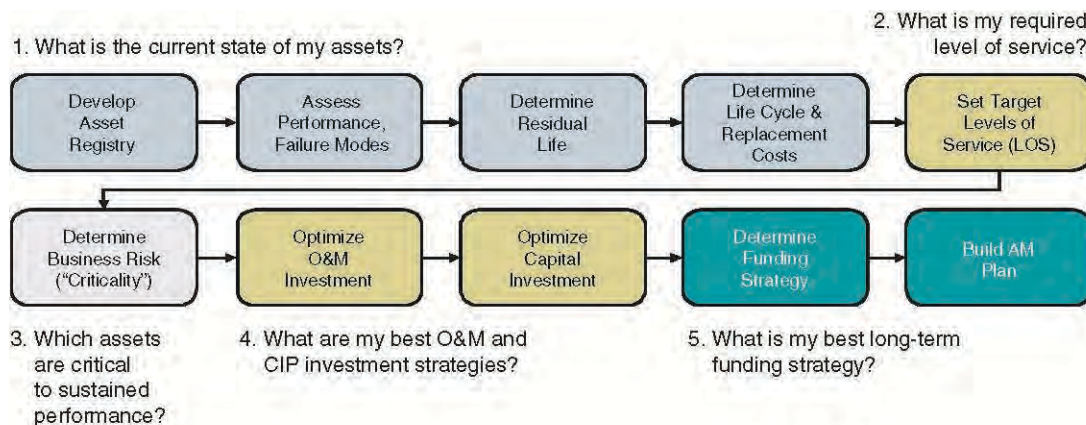 1. What is the current state of my assets?
2. What is my required
level of service?
Develop
Asset
Registry
Assess
Performance,
Failure Modes
Determine
Residual
Life
Determine
Life Cycle &
Replacement
Costs
Set Target
Levels of
Service (LOS)
Determine
Business Risk
("Criticality")
Optimize
O&M
Investment
Optimize
Capital
Investment
Determine
Funding
Strategy
Build AM
Plan
3. Which assets
are critical
to sustained
performance?
4. What are my best O&M and
CIP investment strategies?
5. What is my best long-term
funding strategy?